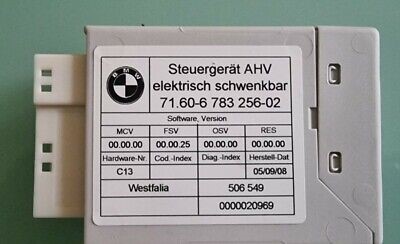 BMW
Steuergerät AHV
elektrisch schwenkbar
71.60-6 783 256-02
Software, Version
MCV FSV OSV RES
00.00.00 00.00.25 00.00.00 00.00.00
Hardware-Nr. Cod.-Index Diag.-Index Herstell-Dat
C13 05/09/08
Westfalia 506 549
0000020969